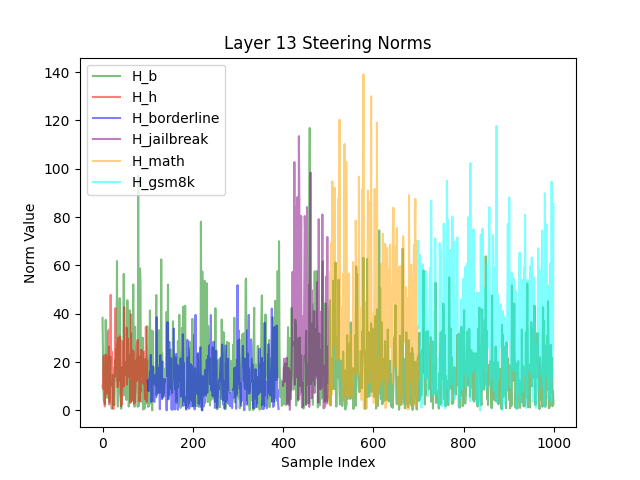 Layer 13 Steering Norms
H_b
H_h
H_borderline
H_jailbreak
H_math
H_gsm8k
140
120
100
80
60
40
20
0
Norm Value
0
200
400
600
800
1000
Sample Index